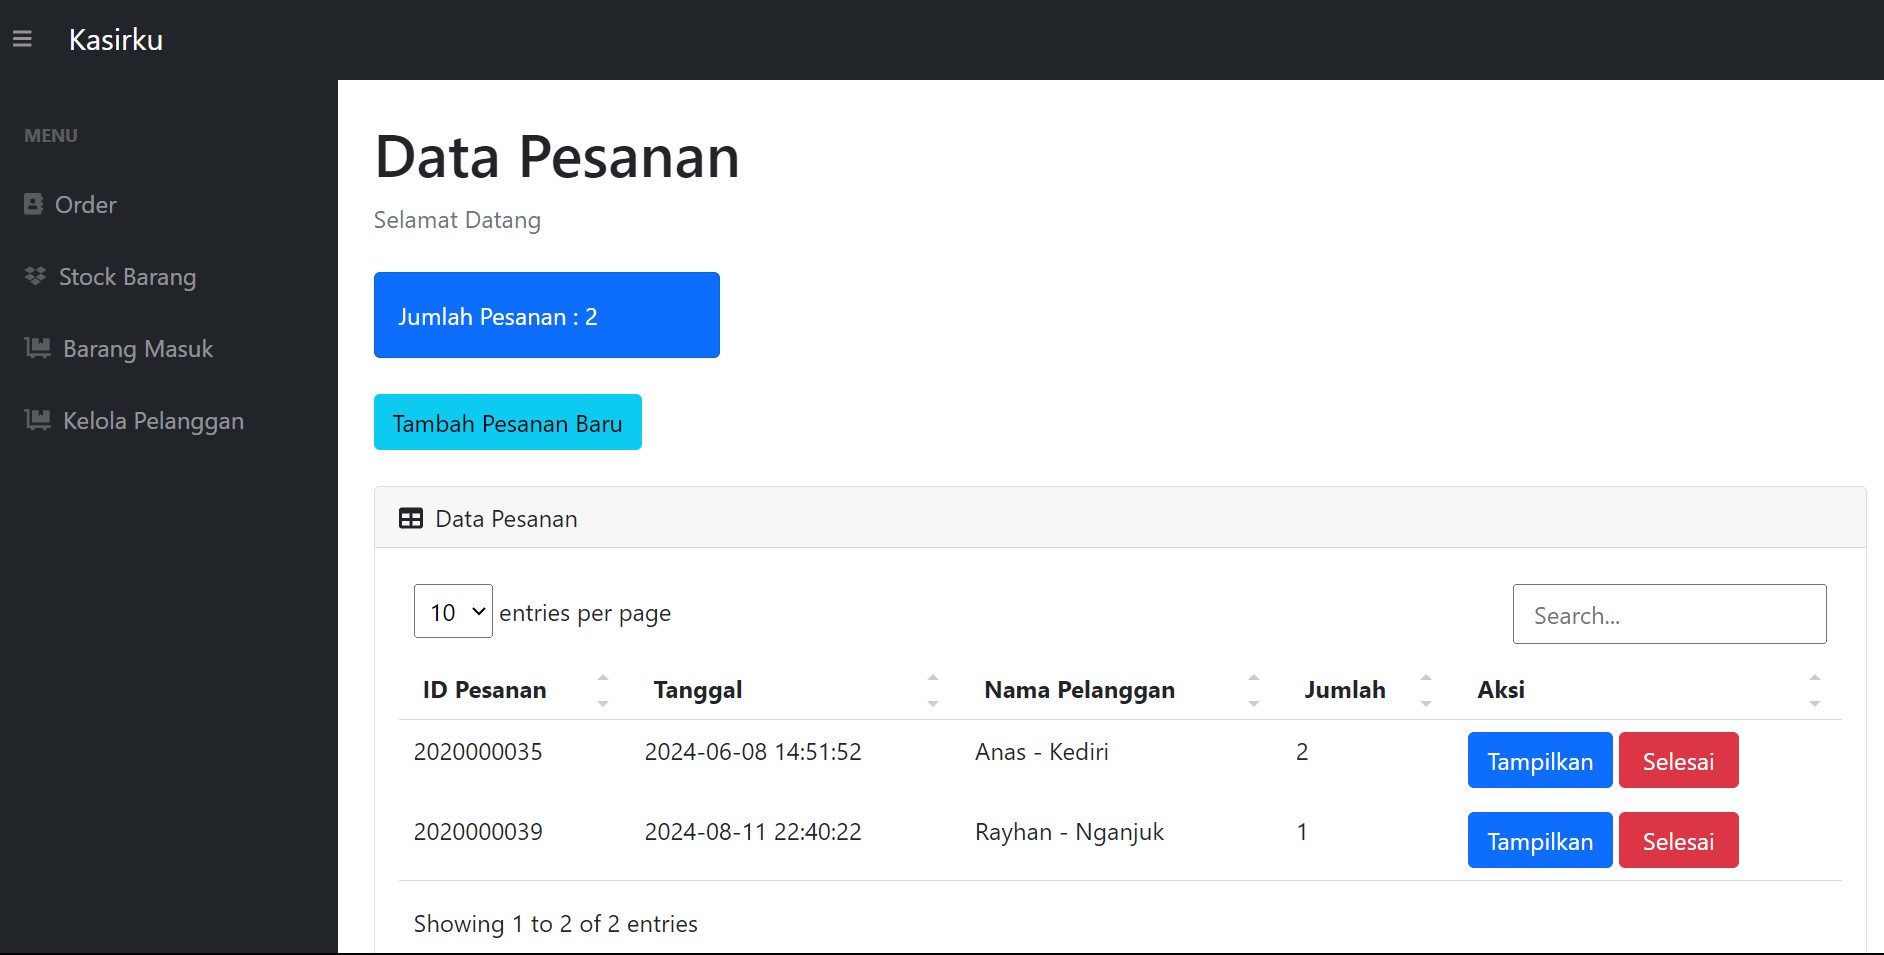 Kasirku
MENU
Order
Stock Barang
Barang Masuk
Kelola Pelanggan
Data Pesanan
Selamat Datang
Jumlah Pesanan : 2
Tambah Pesanan Baru
Data Pesanan
10 entries per page
Search...
ID Pesanan Tanggal Nama Pelanggan Jumlah Aksi
2020000035 2024-06-08 14:51:52 Anas - Kediri 2 Tampilkan Selesai
2020000039 2024-08-11 22:40:22 Rayhan - Nganjuk 1 Tampilkan Selesai
Showing 1 to 2 of 2 entries